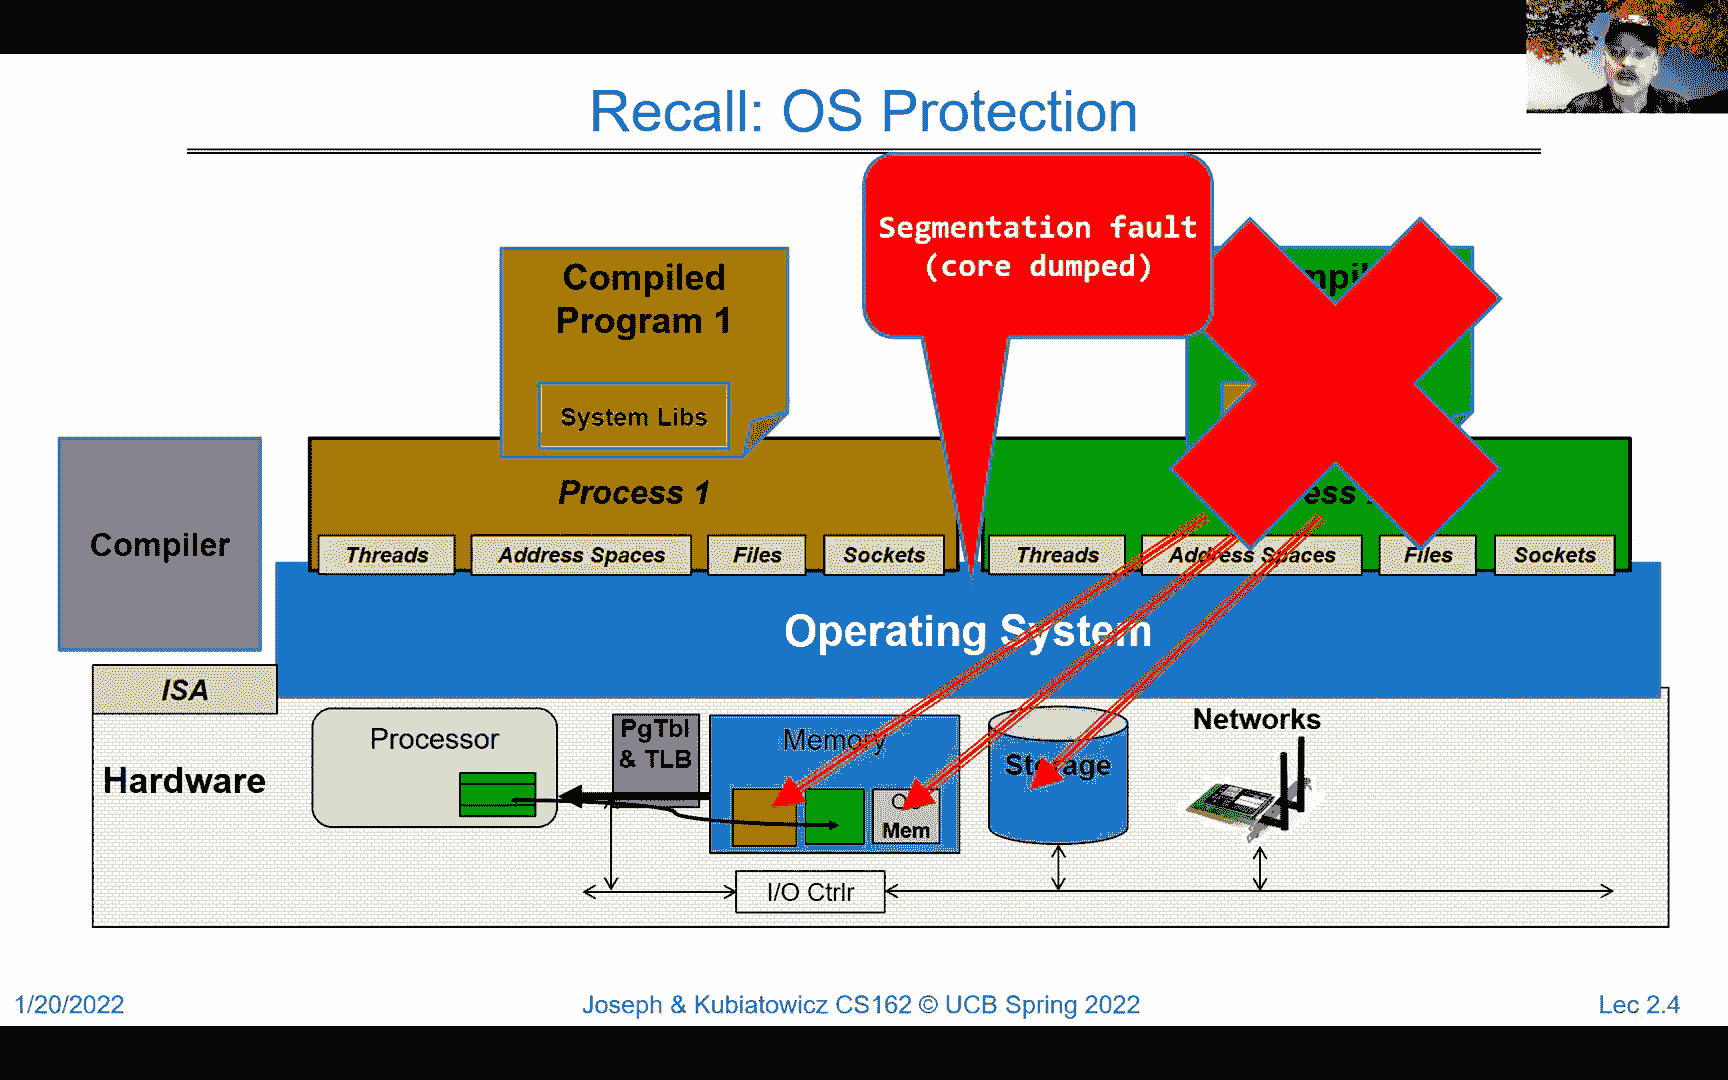 Recall: OS Protection
Segmentation fault
(core dumped)
Compiled
Program 1
System Libs
Process 1
Threads
Address Spaces
Files
Sockets
Threads
Address Spaces
Files
Sockets
Compiler
Operating System
ISA
Hardware
Processor
PgTbl
& TLB
Memory
Mem
Storage
Networks
I/O Ctrlr
1/20/2022
Joseph & Kubiatowicz CS162 © UCB Spring 2022
Lec 2.4